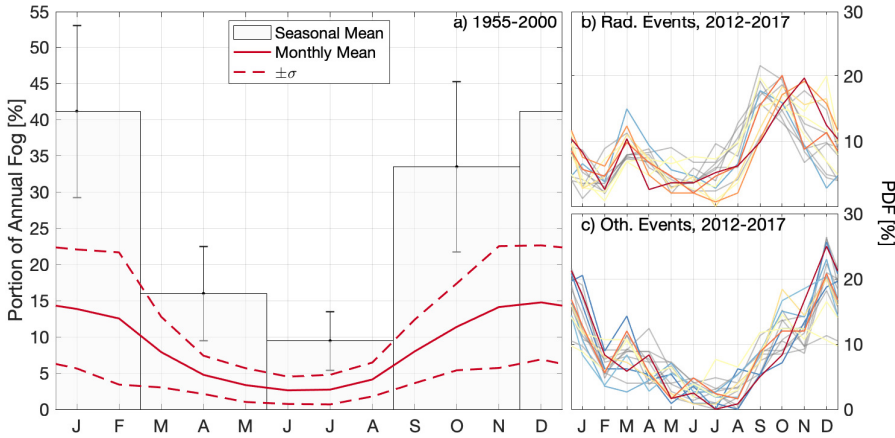 a) 1955-2000
Seasonal Mean
Monthly Mean
±σ
Portion of Annual Fog [%]
55
50
45
40
35
30
25
20
15
10
5
0
J F M A M J J A S O N D
b) Rad. Events, 2012-2017
30
20
10
c) Oth. Events, 2012-2017
30
20
10
0
PDF [%]
J F M A M J J A S O N D